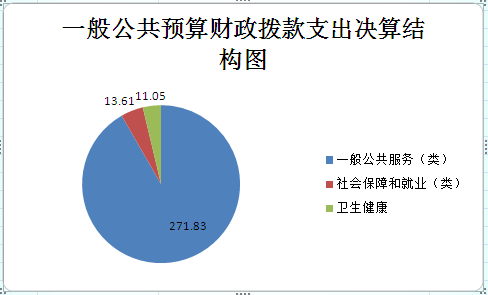 一般公共预算财政拨款支出决算结
构图
13.61
11.05
271.83
一般公共服务（类）
社会保障和就业（类）
卫生健康